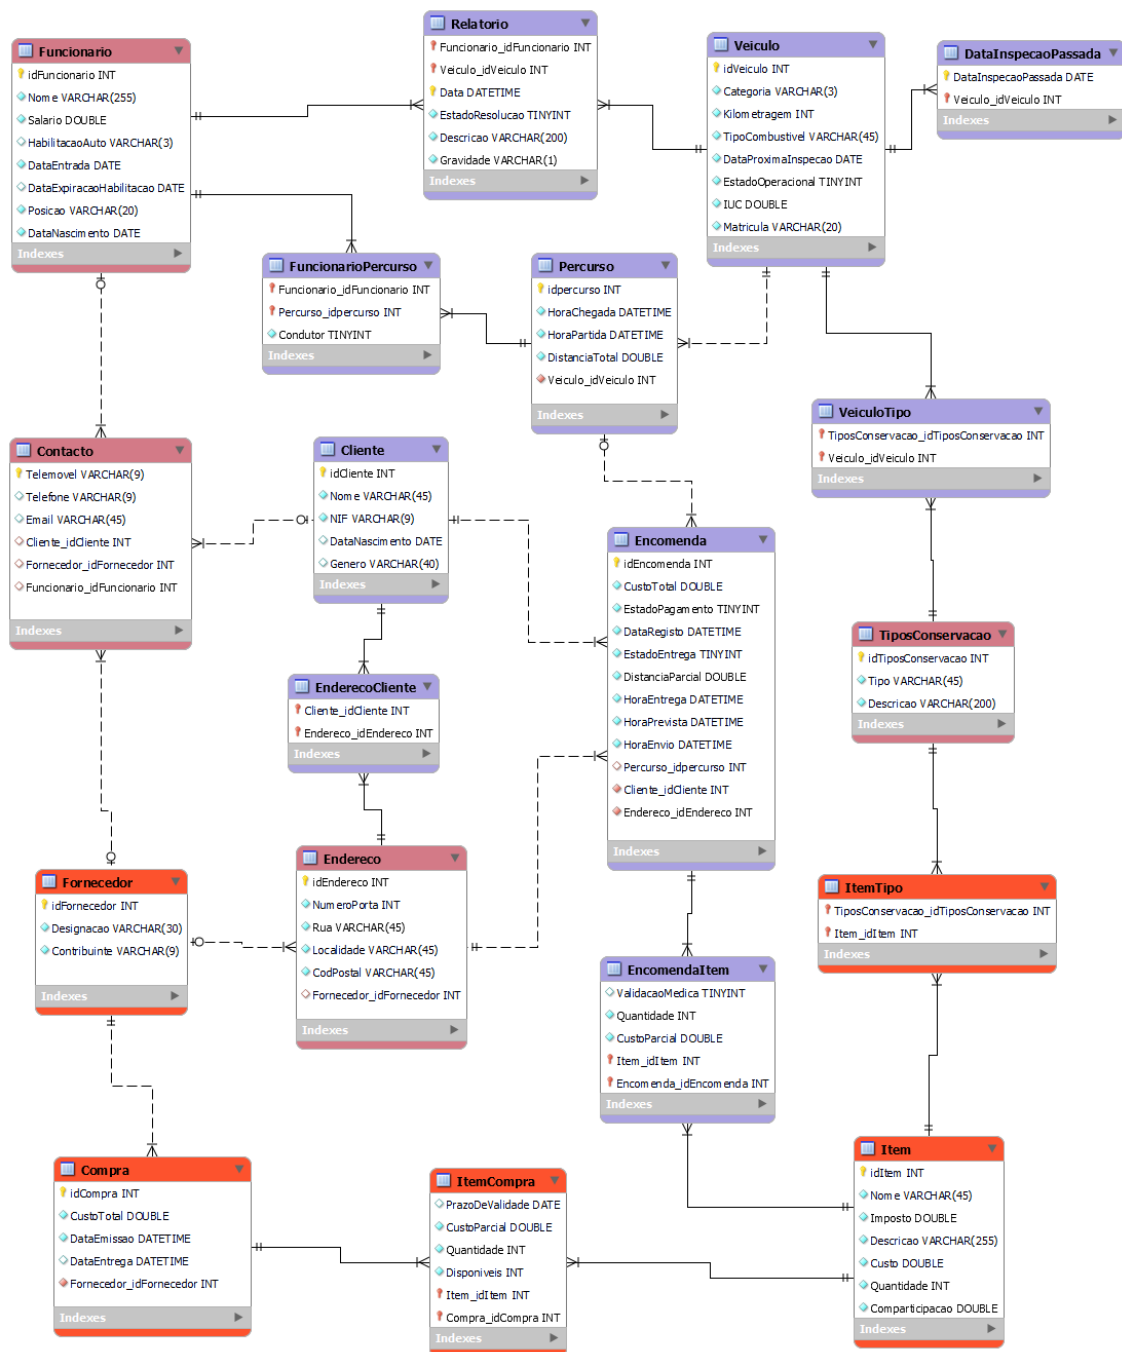 Funcionario
idFuncionario INT
Nome VARCHAR(255)
Salario DOUBLE
HabilitacaoAuto VARCHAR(3)
DataEntrada DATE
DataExpiracaoHabilitacao DATE
Posicao VARCHAR(20)
DataNascimento DATE
Indexes
Relatorio
Funcionario_idFuncionario INT
Veiculo_idVeiculo INT
Data DATETIME
EstadoResolucao TINYINT
Descricao VARCHAR(200)
Gravidade VARCHAR(1)
Indexes
Veiculo
idVeiculo INT
Categoria VARCHAR(3)
Kilometragem INT
TipoCombustivel VARCHAR(45)
DataProximaInspecao DATE
EstadoOperacional TINYINT
IUC DOUBLE
Matricula VARCHAR(20)
Indexes
DataInspecaoPassada
DataInspecaoPassada DATE
Veiculo_idVeiculo INT
Indexes
FuncionarioPercurso
Funcionario_idFuncionario INT
Percurso_idpercurso INT
Condutor TINYINT
Indexes
Percurso
idpercurso INT
HoraChegada DATETIME
HoraPartida DATETIME
DistanciaTotal DOUBLE
Veiculo_idVeiculo INT
Indexes
VeiculoTipo
TiposConservacao_idTiposConservacao INT
Veiculo_idVeiculo INT
Indexes
Contacto
Telemovel VARCHAR(9)
Telefone VARCHAR(9)
Email VARCHAR(45)
Cliente_idCliente INT
Fornecedor_idFornecedor INT
Funcionario_idFuncionario INT
Indexes
Cliente
idCliente INT
Nome VARCHAR(45)
NIF VARCHAR(9)
DataNascimento DATE
Genero VARCHAR(40)
Indexes
Encomenda
idEncomenda INT
CustoTotal DOUBLE
EstadoPagamento TINYINT
DataRegisto DATETIME
EstadoEntrega TINYINT
DistanciaParcial DOUBLE
HoraEntrega DATETIME
HoraPrevista DATETIME
HoraEnvio DATETIME
Percurso_idpercurso INT
Cliente_idCliente INT
Endereco_idEndereco INT
Indexes
TiposConservacao
idTiposConservacao INT
Tipo VARCHAR(45)
Descricao VARCHAR(200)
Indexes
EnderecoCliente
Cliente_idCliente INT
Endereco_idEndereco INT
Indexes
Endereco
idEndereco INT
NumeroPorta INT
Rua VARCHAR(45)
Localidade VARCHAR(45)
CodPostal VARCHAR(45)
Fornecedor_idFornecedor INT
Indexes
Fornecedor
idFornecedor INT
Designacao VARCHAR(30)
Contribuinte VARCHAR(9)
Indexes
ItemTipo
TiposConservacao_idTiposConservacao INT
Item_idItem INT
Indexes
EncomendaItem
ValidacaoMedica TINYINT
Quantidade INT
CustoParcial DOUBLE
Item_idItem INT
Encomenda_idEncomenda INT
Indexes
Compra
idCompra INT
CustoTotal DOUBLE
DataEmissao DATETIME
DataEntrega DATETIME
Fornecedor_idFornecedor INT
Indexes
ItemCompra
PrazoDeValidade DATE
CustoParcial DOUBLE
Quantidade INT
Disponiveis INT
Item_idItem INT
Compra_idCompra INT
Indexes
Item
idItem INT
Nome VARCHAR(45)
Imposto DOUBLE
Descricao VARCHAR(255)
Custo DOUBLE
Quantidade INT
Comparticipacao DOUBLE
Indexes